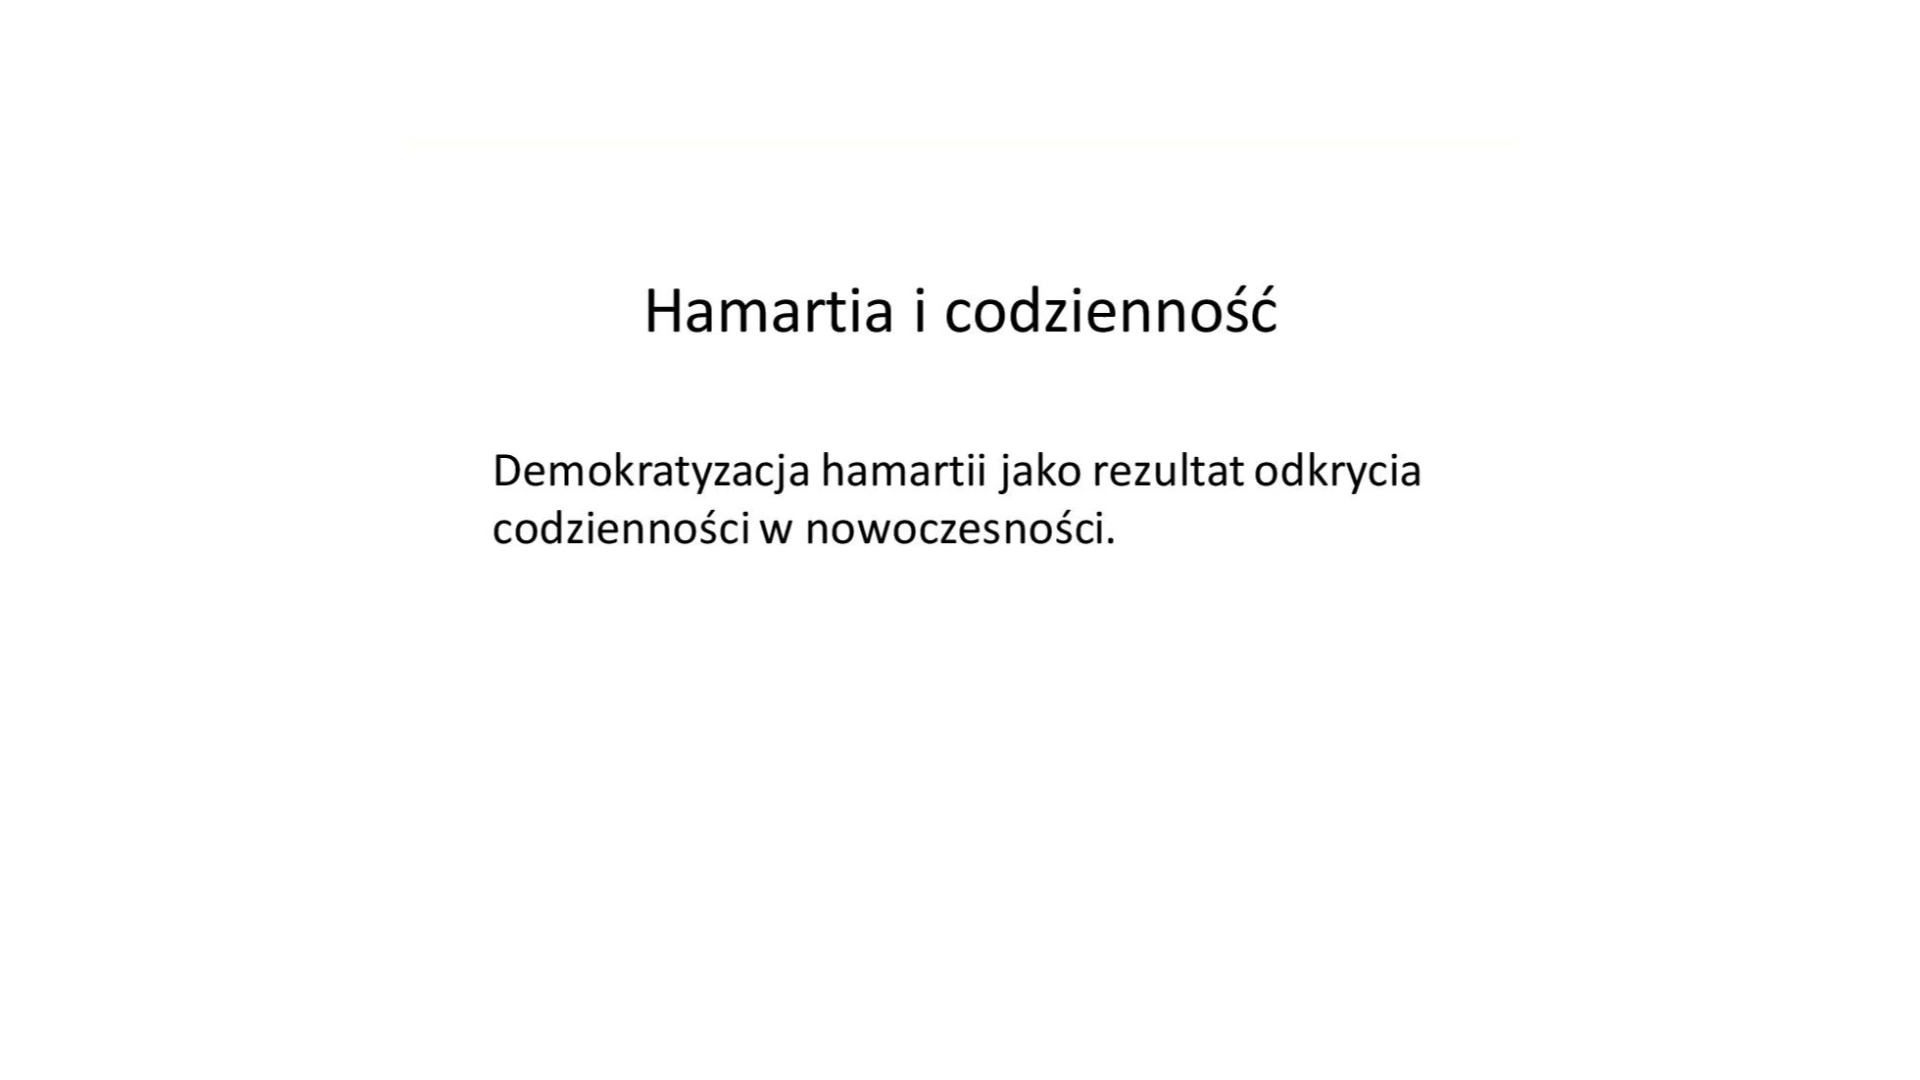 Hamartia i codzienność
Demokratyzacja hamartii jako rezultat odkrycia
codzienności w nowoczesności.